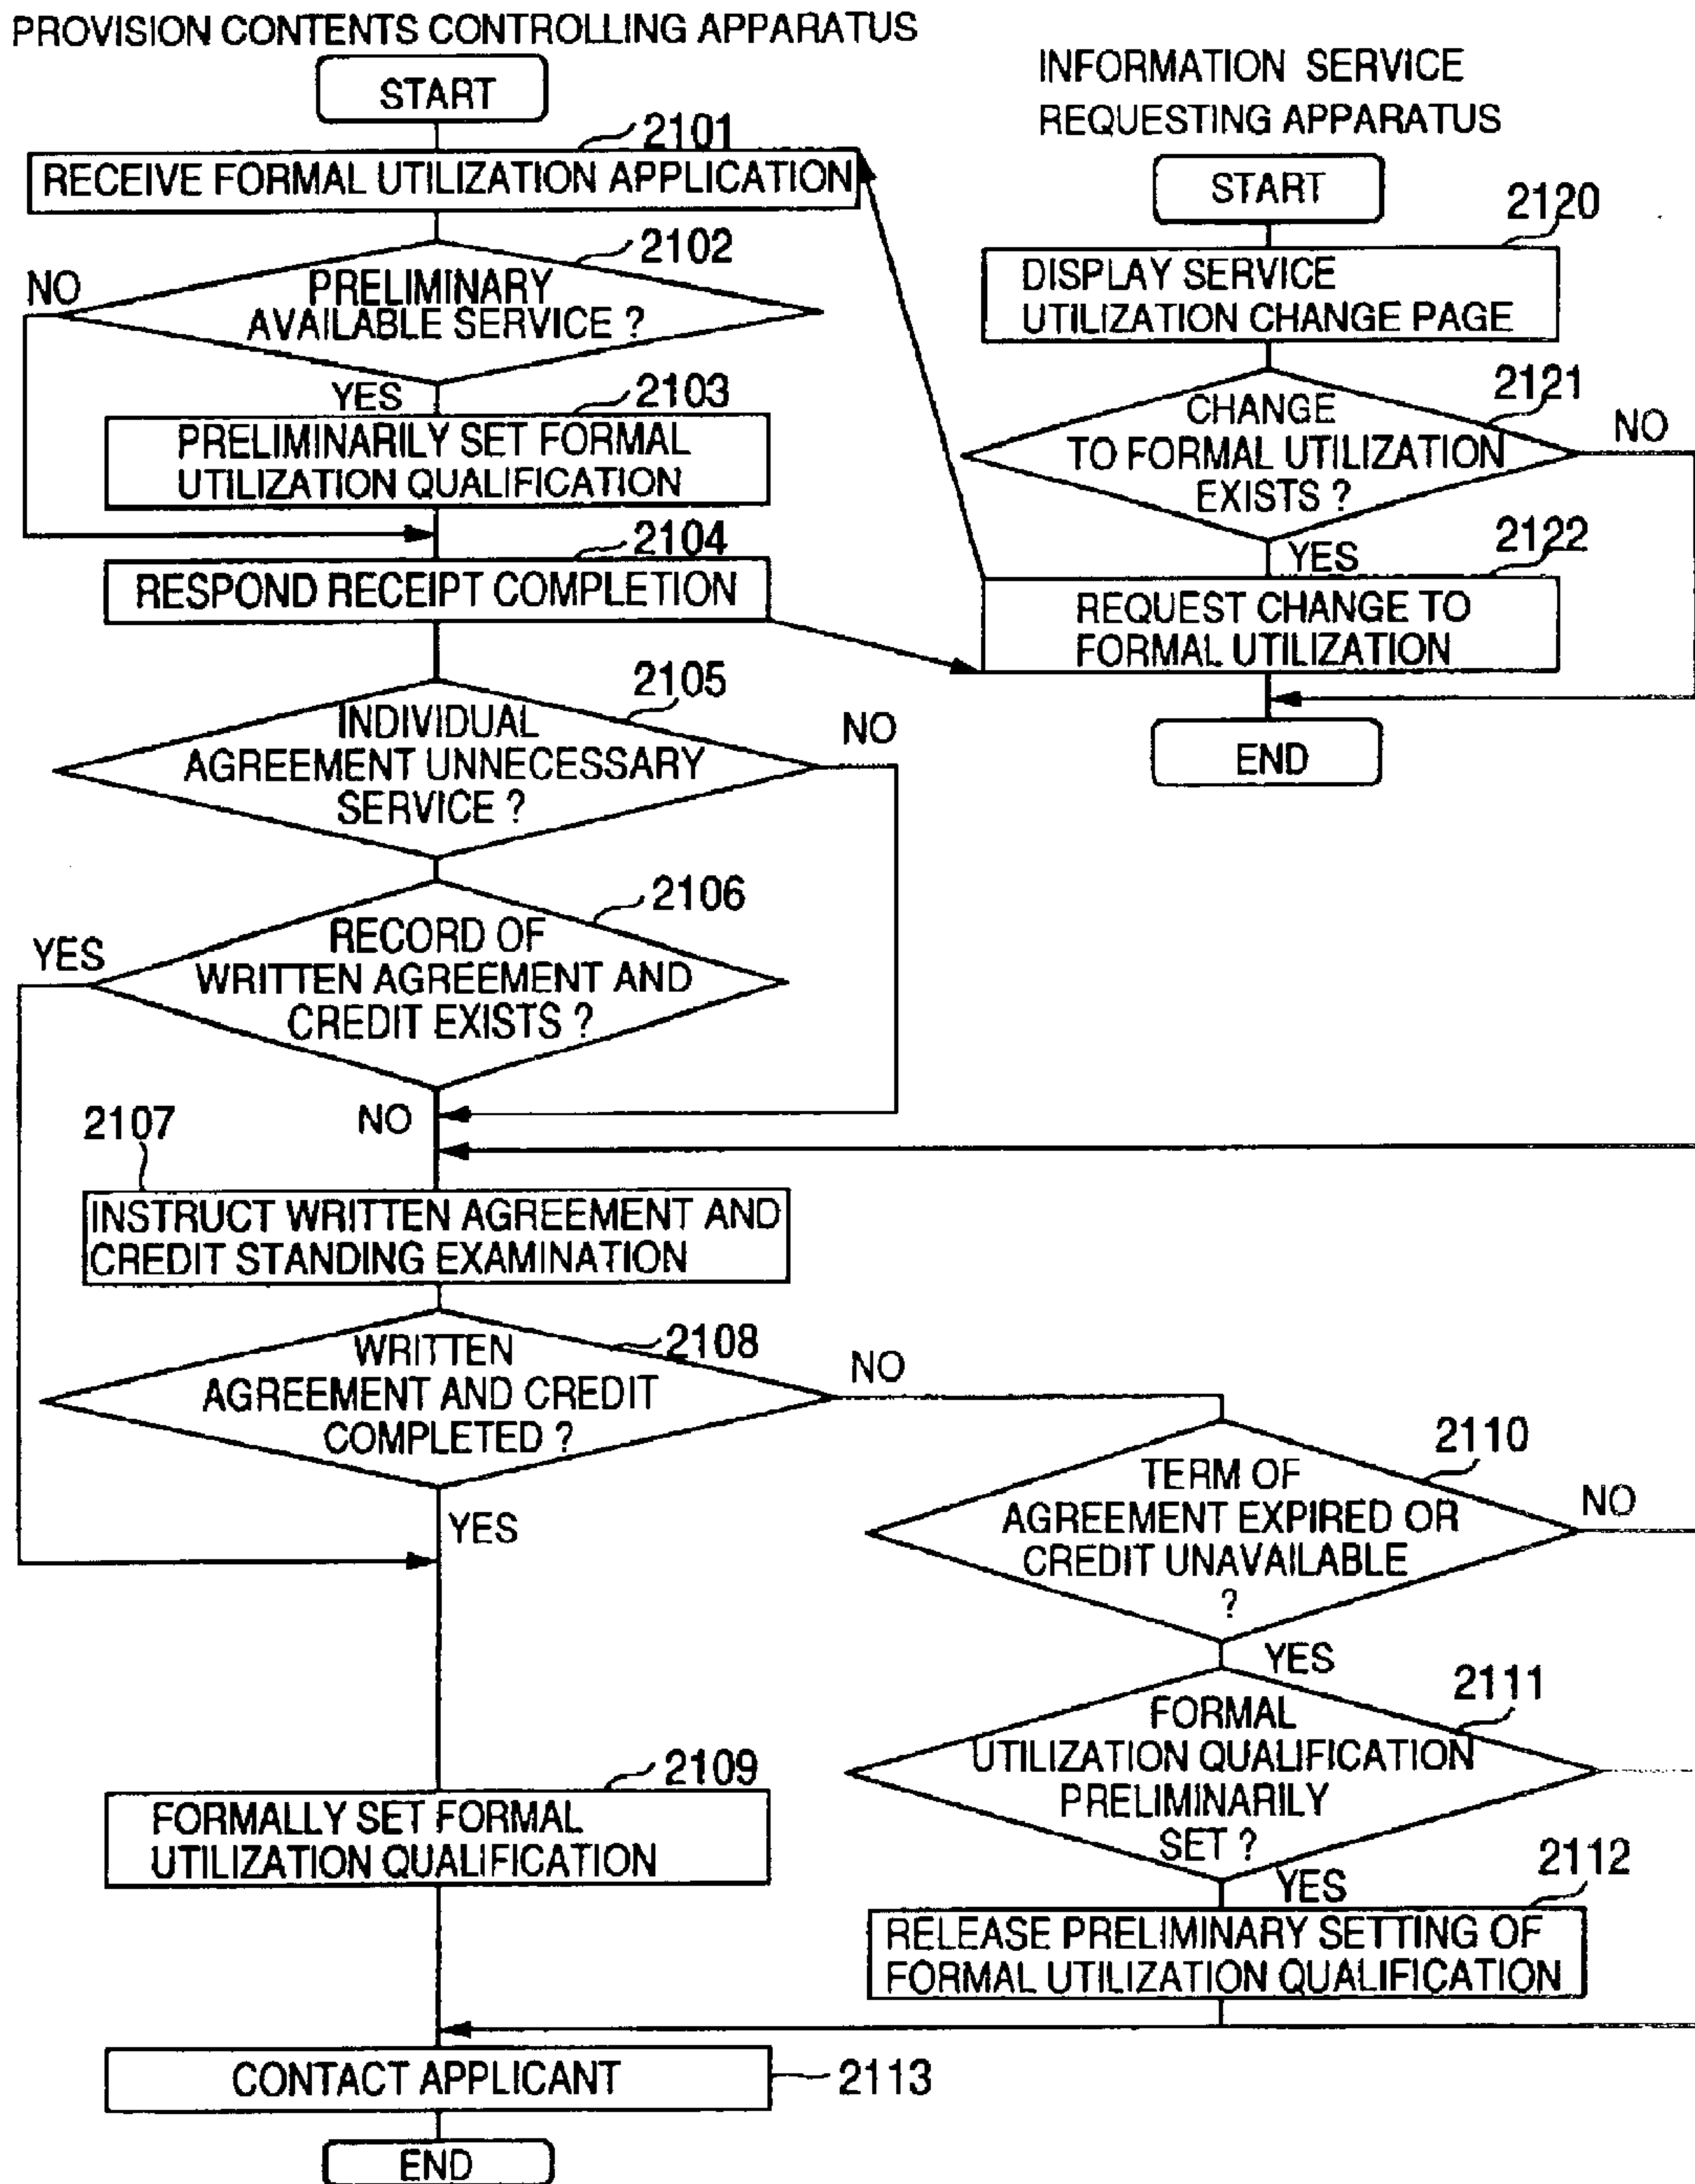 PROVISION CONTENTS CONTROLLING APPARATUS
START
2101
RECEIVE FORMAL UTILIZATION APPLICATION
2102
NO
PRELIMINARY
AVAILABLE SERVICE ?
YES
2103
PRELIMINARILY SET FORMAL
UTILIZATION QUALIFICATION
2104
RESPOND RECEIPT COMPLETION
2105
INDIVIDUAL
AGREEMENT UNNECESSARY
SERVICE ?
NO
2106
YES
RECORD OF
WRITTEN AGREEMENT AND
CREDIT EXISTS ?
NO
2107
INSTRUCT WRITTEN AGREEMENT AND
CREDIT STANDING EXAMINATION
2108
WRITTEN
AGREEMENT AND CREDIT
COMPLETED ?
NO
YES
2109
FORMALLY SET FORMAL
UTILIZATION QUALIFICATION
2110
TERM OF
AGREEMENT EXPIRED OR
CREDIT UNAVAILABLE
?
NO
YES
2111
FORMAL
UTILIZATION QUALIFICATION
PRELIMINARILY
SET ?
YES
2112
RELEASE PRELIMINARY SETTING OF
FORMAL UTILIZATION QUALIFICATION
CONTACT APPLICANT
2113
END
INFORMATION SERVICE
REQUESTING APPARATUS
START
2120
DISPLAY SERVICE
UTILIZATION CHANGE PAGE
2121
CHANGE
TO FORMAL UTILIZATION
EXISTS ?
NO
YES
2122
REQUEST CHANGE TO
FORMAL UTILIZATION
END